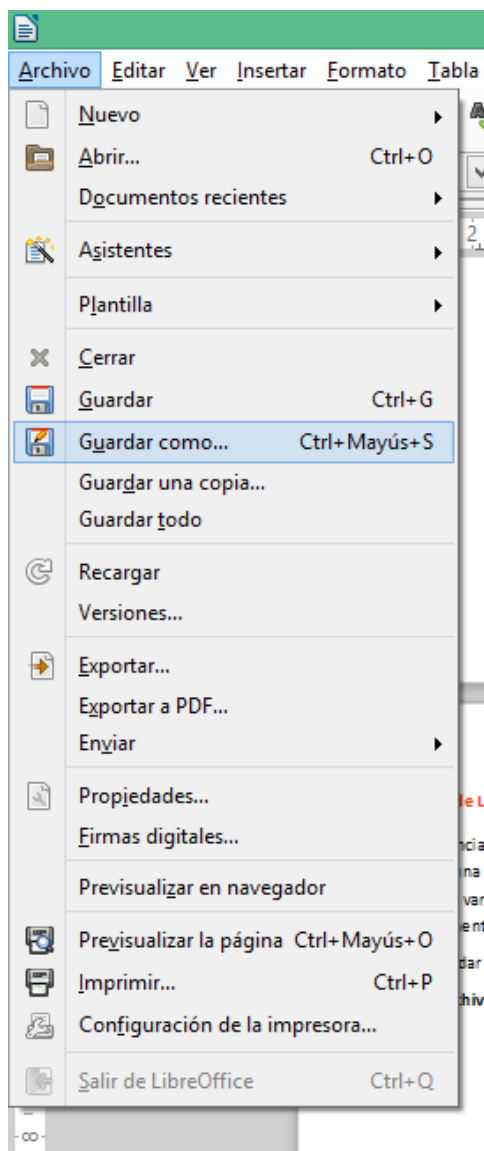 Archivo Editar Ver Insertar Formato Tabla
Nuevo
Abrir... Ctrl+O
Documentos recientes
2
Asistentes
Plantilla
Cerrar
Guardar Ctrl+G
Guardar como... Ctrl+Mayús+S
Guardar una copia...
Guardar todo
Recargar
Versiones...
Exportar...
Exportar a PDF...
Enviar
Propiedades...
Firmas digitales...
Previsualizar en navegador
Previsualizar la página Ctrl+Mayús+O
Imprimir... Ctrl+P
Configuración de la impresora...
Salir de LibreOffice Ctrl+Q
8